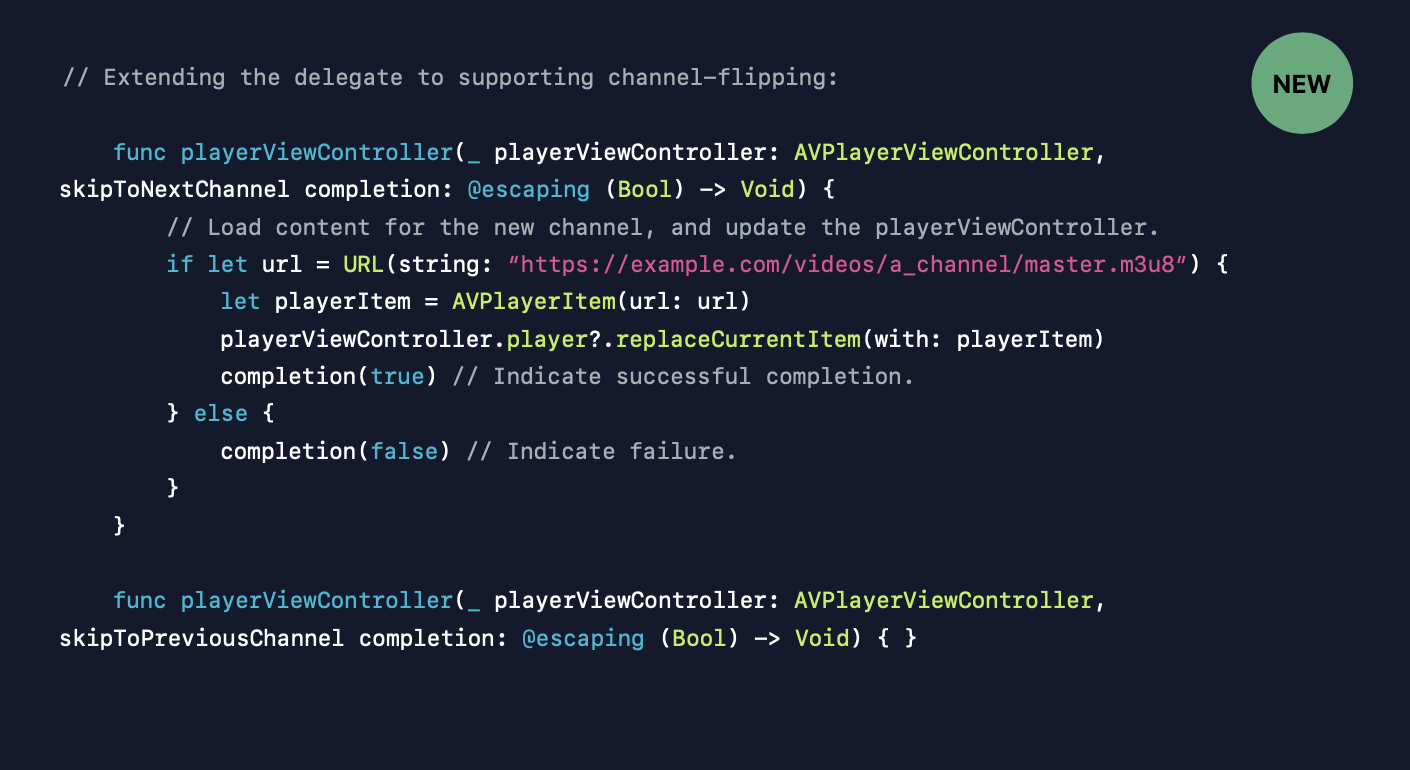 // Extending the delegate to supporting channel-flipping:
NEW
func playerViewController(_ playerViewController: AVPlayerViewController,
skipToNextChannel completion: @escaping (Bool) -> Void) {
// Load content for the new channel, and update the playerViewController.
if let url = URL(string: “https://example.com/videos/a_channel/master.m3u8”) {
let playerItem = AVPlayerItem(url: url)
playerViewController.player?.replaceCurrentItem(with: playerItem)
completion(true) // Indicate successful completion.
} else {
completion(false) // Indicate failure.
}
}
func playerViewController(_ playerViewController: AVPlayerViewController,
skipToPreviousChannel completion: @escaping (Bool) -> Void) { }